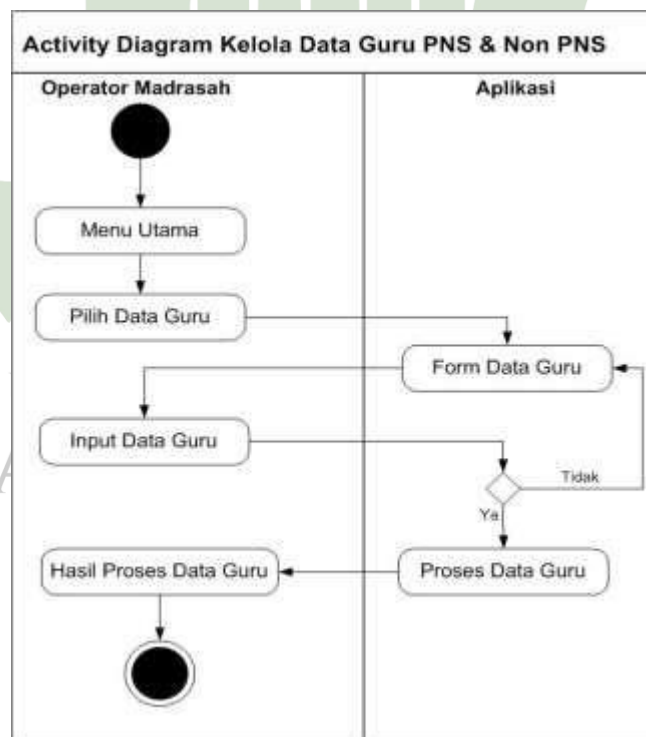 Activity Diagram Kelola Data Guru PNS & Non PNS
Operator Madrasah
Aplikasi
Menu Utama
Pilih Data Guru
Form Data Guru
Input Data Guru
Tidak
Ya
Hasil Proses Data Guru
Proses Data Guru